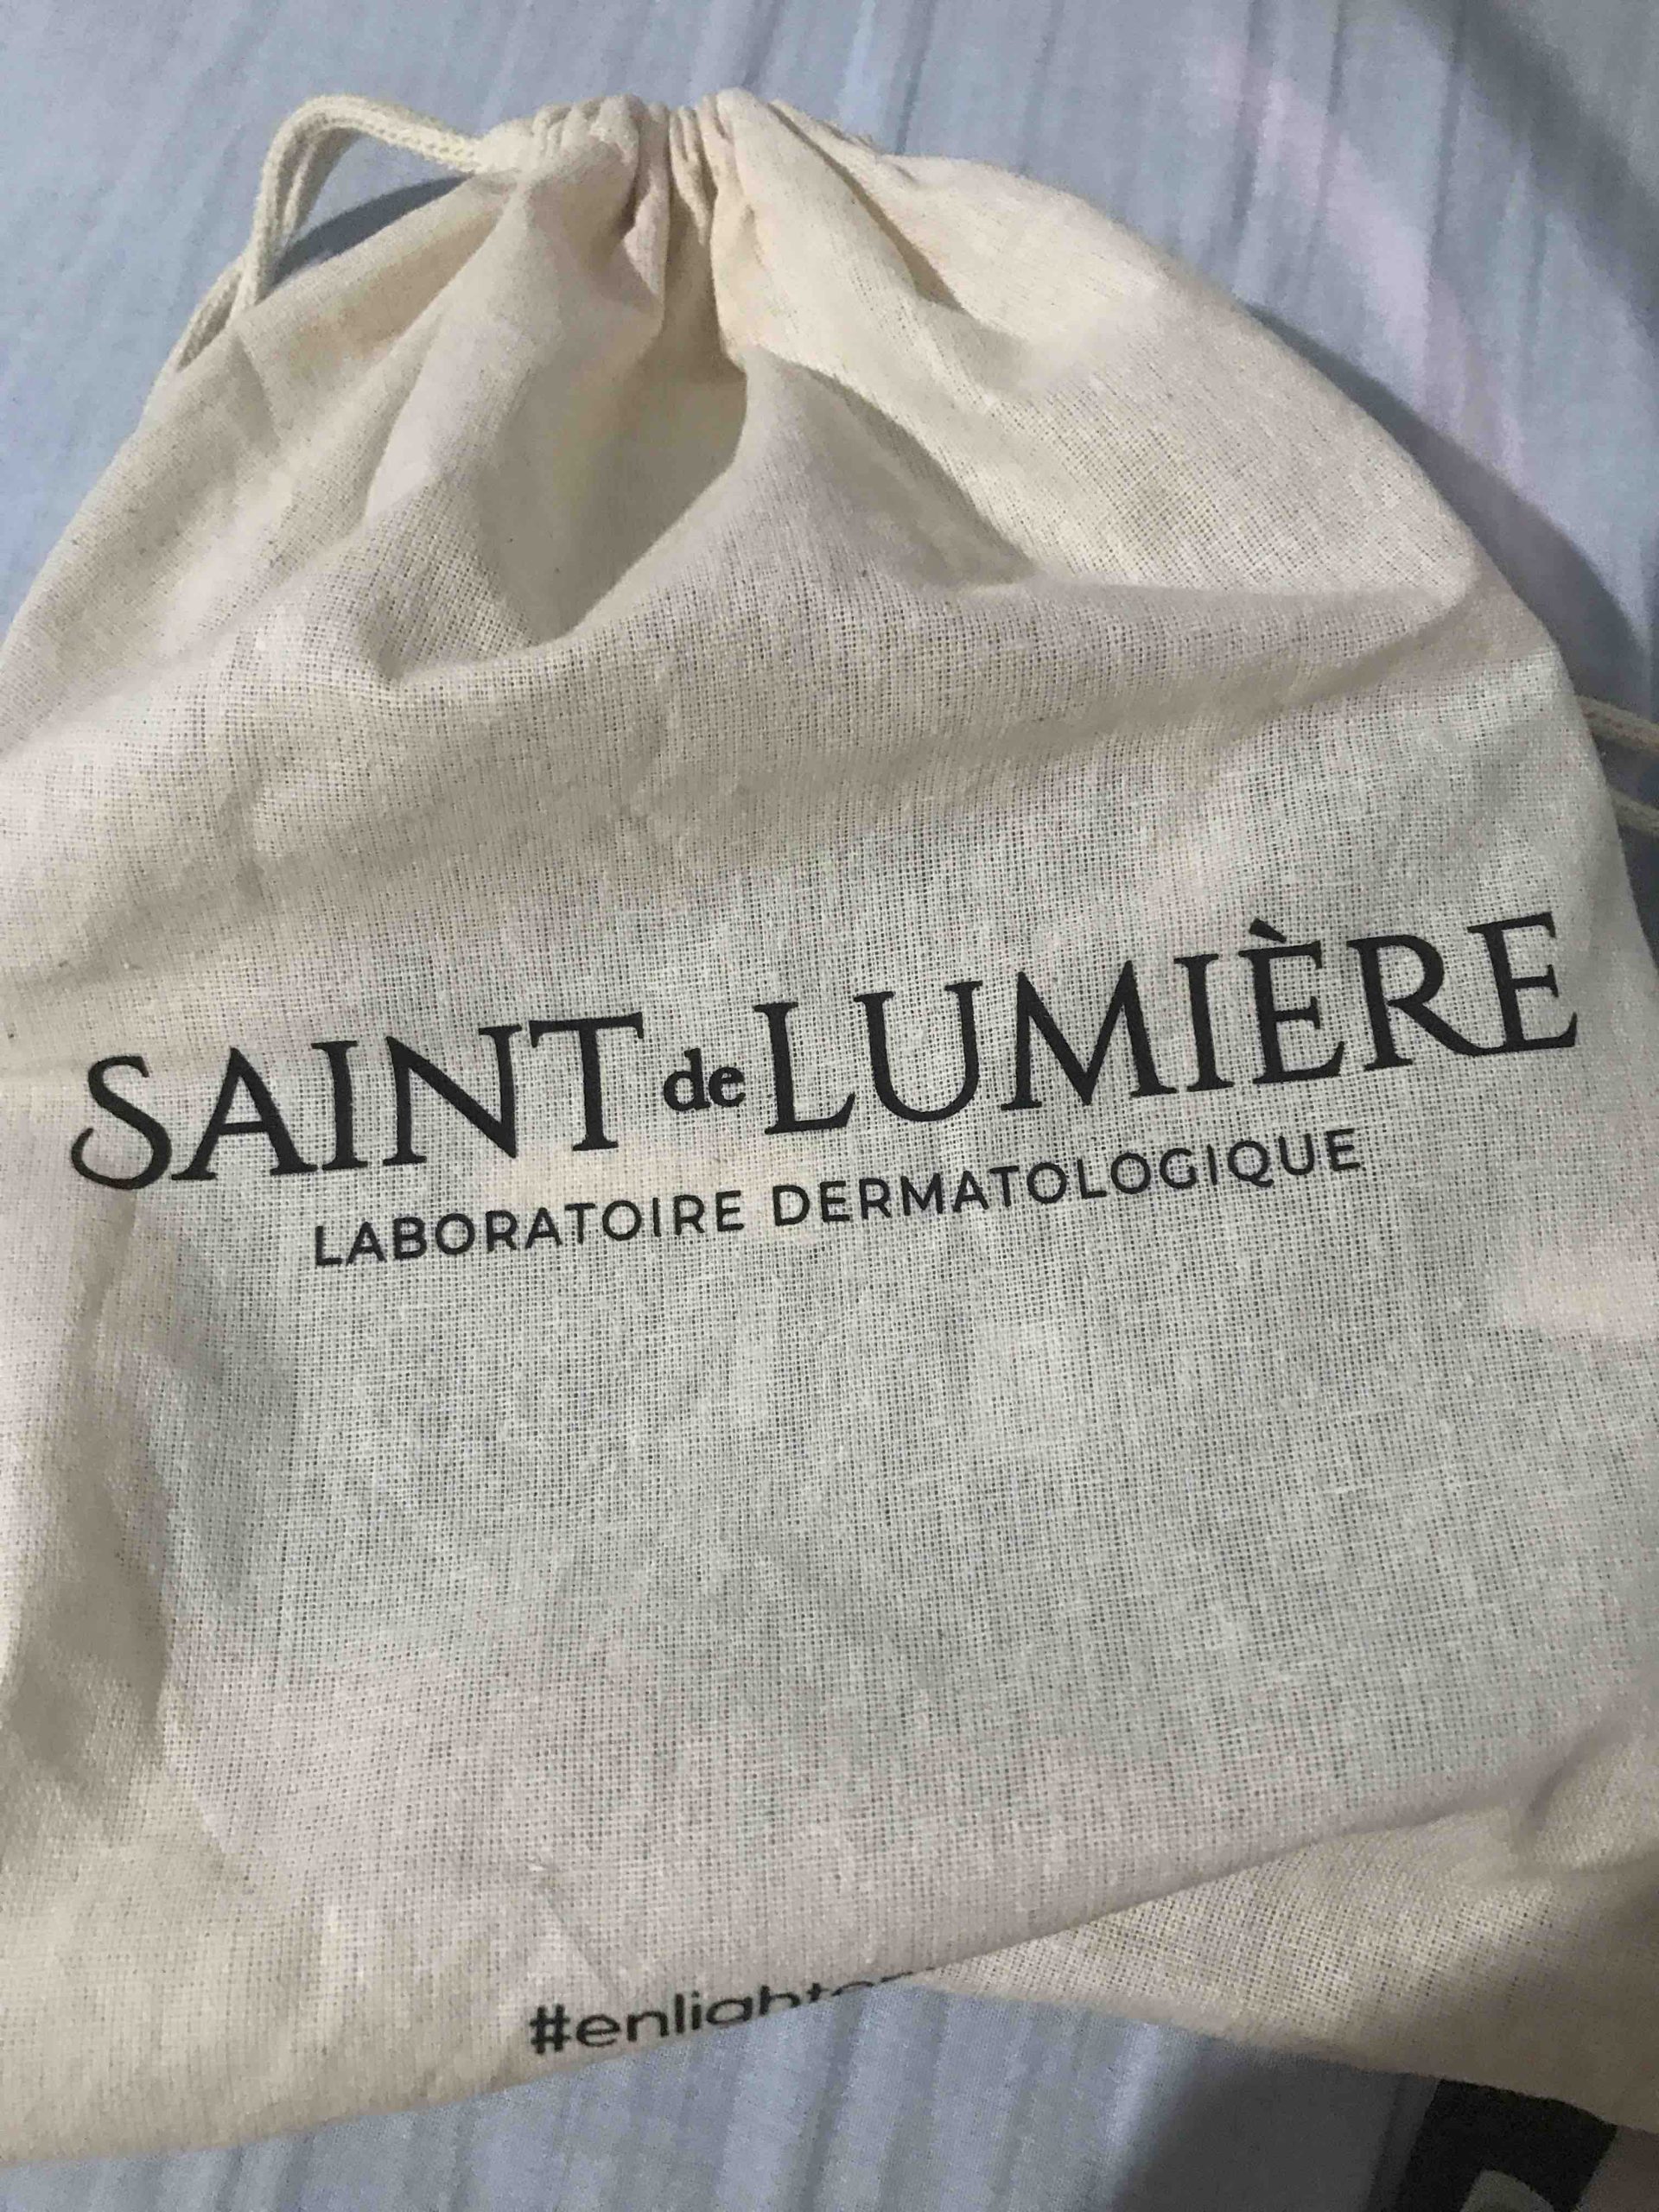 SAINT de LUMIÈRE
LABORATOIRE DERMATOLOGIQUE